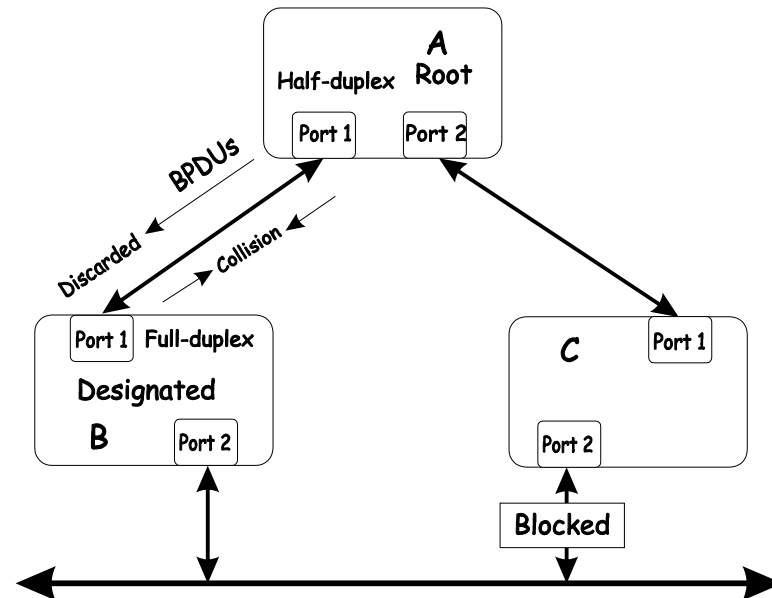 A
Half-duplex Root
Port 1 Port 2
BPDUs
Discarded
Collision
Port 1 Full-duplex
Designated
B
Port 2
C
Port 1
Port 2
Blocked